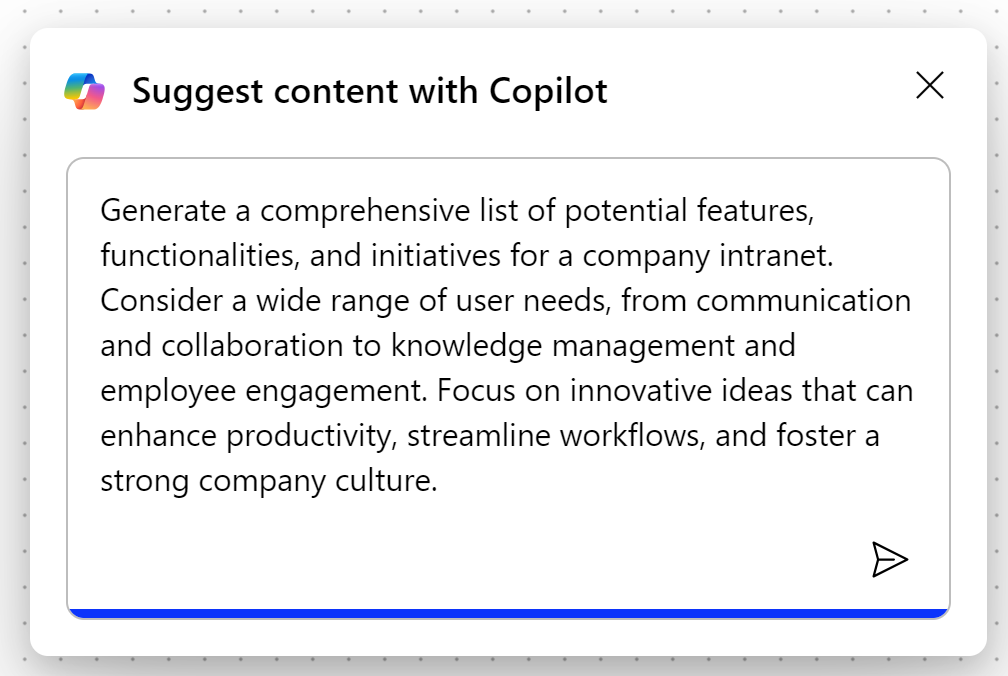 Suggest content with Copilot
Generate a comprehensive list of potential features,
functionalities, and initiatives for a company intranet.
Consider a wide range of user needs, from communication
and collaboration to knowledge management and
employee engagement. Focus on innovative ideas that can
enhance productivity, streamline workflows, and foster a
strong company culture.